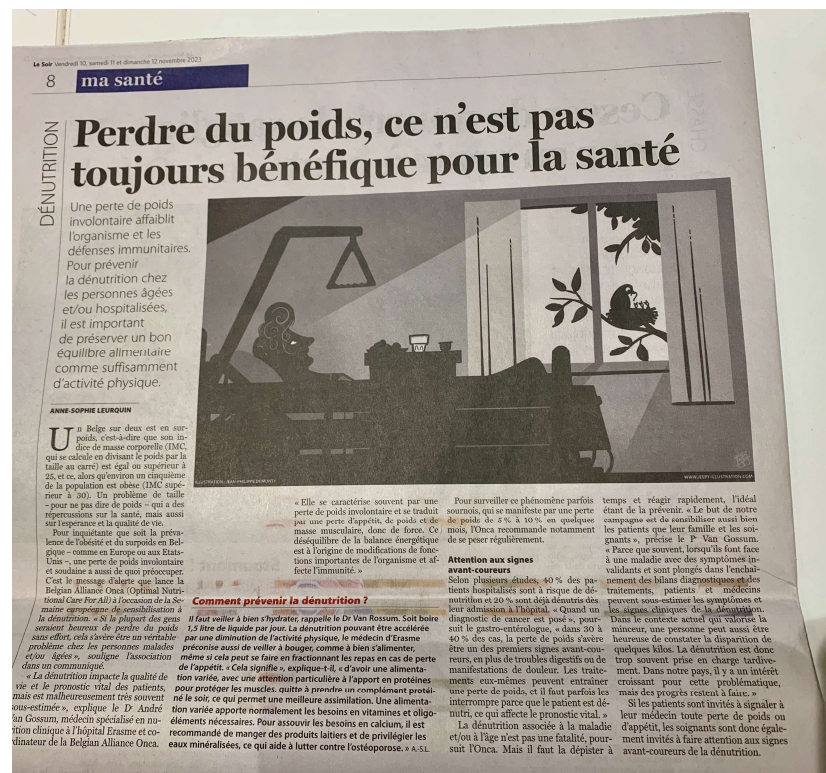 Le Soir Vendredi 10, samedi 11 et dimanche 12 novembre 2023
8 ma santé
DÉNUTRITION
Perdre du poids, ce n’est pas
toujours bénéfique pour la santé
Une perte de poids
involontaire affaiblit
l’organisme et les
défenses immunitaires.
Pour prévenir
la dénutrition chez
les personnes âgées
et/ou hospitalisées,
il est important
de préserver un bon
équilibre alimentaire
comme suffisamment
d’activité physique.
ILLUSTRATION : JEAN-PHILIPPE DEMONTY
WWW.JEEPY-ILLUSTRATION.COM
ANNE-SOPHIE LEURQUIN
Un Belge sur deux est en sur-
poids, c’est-à-dire que son in-
dice de masse corporelle (IMC,
qui se calcule en divisant le poids par la
taille au carré) est égal ou supérieur à
25, et ce, alors qu’environ un cinquième
de la population est obèse (IMC supé-
rieur à 30). Un problème de taille
– pour ne pas dire de poids – qui a des
répercussions sur la santé, mais aussi
sur l’espérance et la qualité de vie.
Pour inquiétante que soit la préva-
lence de l’obésité et du surpoids en Bel-
gique – comme en Europe ou aux Etats-
Unis –, une perte de poids involontaire
et soudaine a aussi de quoi préoccuper.
C’est le message d’alerte que lance la
Belgian Alliance Onca (Optimal Nutri-
tional Care For All) à l’occasion de la Se-
maine européenne de sensibilisation à
la dénutrition. « Si la plupart des gens
seraient heureux de perdre du poids
sans effort, cela s’avère être un véritable
problème chez les personnes malades
et/ou âgées », souligne l’association
dans un communiqué.
« La dénutrition impacte la qualité de
vie et le pronostic vital des patients,
mais est malheureusement très souvent
sous-estimée », explique le Dr André
Van Gossum, médecin spécialisé en nu-
trition clinique à l’hôpital Erasme et co-
ordinateur de la Belgian Alliance Onca.
« Elle se caractérise souvent par une
perte de poids involontaire et se traduit
par une perte d’appétit, de poids et de
masse musculaire, donc de force. Ce
déséquilibre de la balance énergétique
est à l’origine de modifications de fonc-
tions importantes de l’organisme et af-
fecte l’immunité. »
Comment prévenir la dénutrition ?
Il faut veiller à bien s’hydrater, rappelle le Dr Van Rossum. Soit boire
1,5 litre de liquide par jour. La dénutrition pouvant être accélérée
par une diminution de l’activité physique, le médecin d’Erasme
préconise aussi de veiller à bouger, comme à bien s’alimenter,
même si cela peut se faire en fractionnant les repas en cas de perte
de l’appétit. « Cela signifie », explique-t-il, « d’avoir une alimenta-
tion variée, avec une attention particulière à l’apport en protéines
pour protéger les muscles, quitte à prendre un complément protéi-
né le soir, ce qui permet une meilleure assimilation. Une alimenta-
tion variée apporte normalement les besoins en vitamines et oligo-
éléments nécessaires. Pour assouvir les besoins en calcium, il est
recommandé de manger des produits laitiers et de privilégier les
eaux minéralisées, ce qui aide à lutter contre l’ostéoporose. » A.-S.L.
Pour surveiller ce phénomène parfois
sournois, qui se manifeste par une perte
de poids de 5 % à 10 % en quelques
mois, l’Onca recommande notamment
de se peser régulièrement.
Attention aux signes
avant-coureurs
Selon plusieurs études, 40 % des pa-
tients hospitalisés sont à risque de dé-
nutrition et 20 % sont déjà dénutris dès
leur admission à l’hôpital. « Quand un
diagnostic de cancer est posé », pour-
suit le gastro-entérologue, « dans 30 à
40 % des cas, la perte de poids s’avère
être un des premiers signes avant-cou-
reurs, en plus de troubles digestifs ou de
manifestations de douleur. Les traite-
ments eux-mêmes peuvent entraîner
une perte de poids, et il faut parfois les
interrompre parce que le patient est dé-
nutri, ce qui affecte le pronostic vital. »
La dénutrition associée à la maladie
et/ou à l’âge n’est pas une fatalité, pour-
suit l’Onca. Mais il faut la dépister à
temps et réagir rapidement, l’idéal
étant de la prévenir. « Le but de notre
campagne est de sensibiliser aussi bien
les patients que leur famille et les soi-
gnants », précise le Pr Van Gossum.
« Parce que souvent, lorsqu’ils font face
à une maladie avec des symptômes in-
validants et sont plongés dans l’enchaî-
nement des bilans diagnostiques et des
traitements, patients et médecins
peuvent sous-estimer les symptômes et
les signes cliniques de la dénutrition.
Dans le contexte actuel qui valorise la
minceur, une personne peut aussi être
heureuse de constater la disparition de
quelques kilos. La dénutrition est donc
trop souvent prise en charge tardive-
ment. Dans notre pays, il y a un intérêt
croissant pour cette problématique,
mais des progrès restent à faire. »
Si les patients sont invités à signaler à
leur médecin toute perte de poids ou
d’appétit, les soignants sont donc égale-
ment invités à faire attention aux signes
avant-coureurs de la dénutrition.